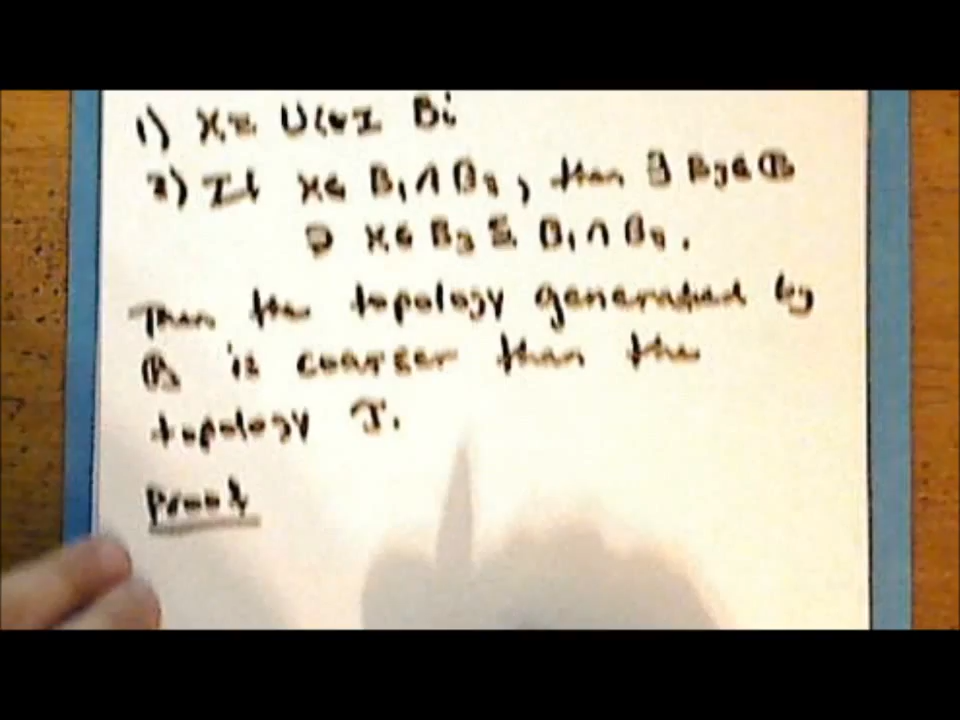 1) X = ∪i∈I Bi
2) If x∈ B₁∩B₂, then ∃ B₃∈ 𝔹
∋ x∈ B₃ ⊆ B₁∩B₂.
Then the topology generated by
𝔹 is coarser than the
topology T.
Proof